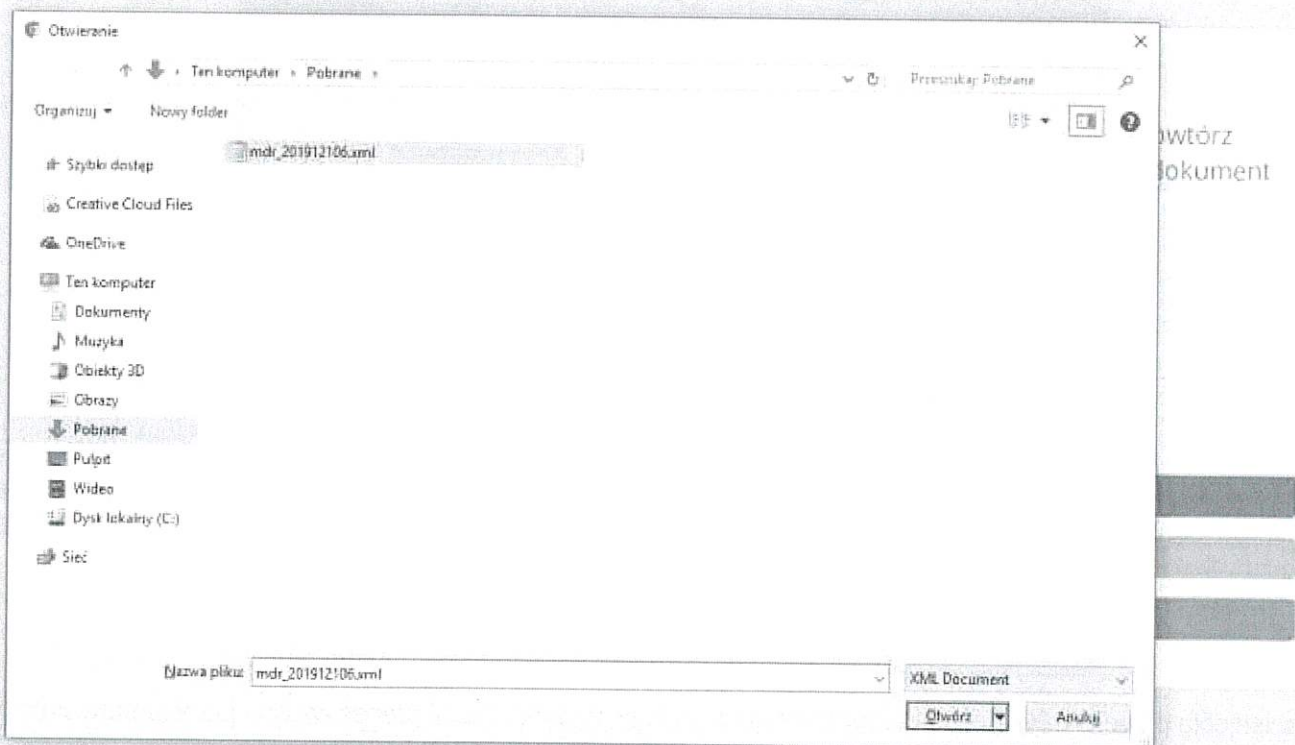 Otwieranie
Ten komputer › Pobrane ›
Przeszukaj: Pobrane
Organizuj
Nowy folder
owtórz
dokument
mdr_201912106.xml
Szybki dostęp
Creative Cloud Files
OneDrive
Ten komputer
Dokumenty
Muzyka
Obiekty 3D
Obrazy
Pobrane
Pulpit
Wideo
Dysk lokalny (C:)
Sieć
Nazwa pliku: mdr_201912106.xml
XML Document
Otwórz
Anuluj